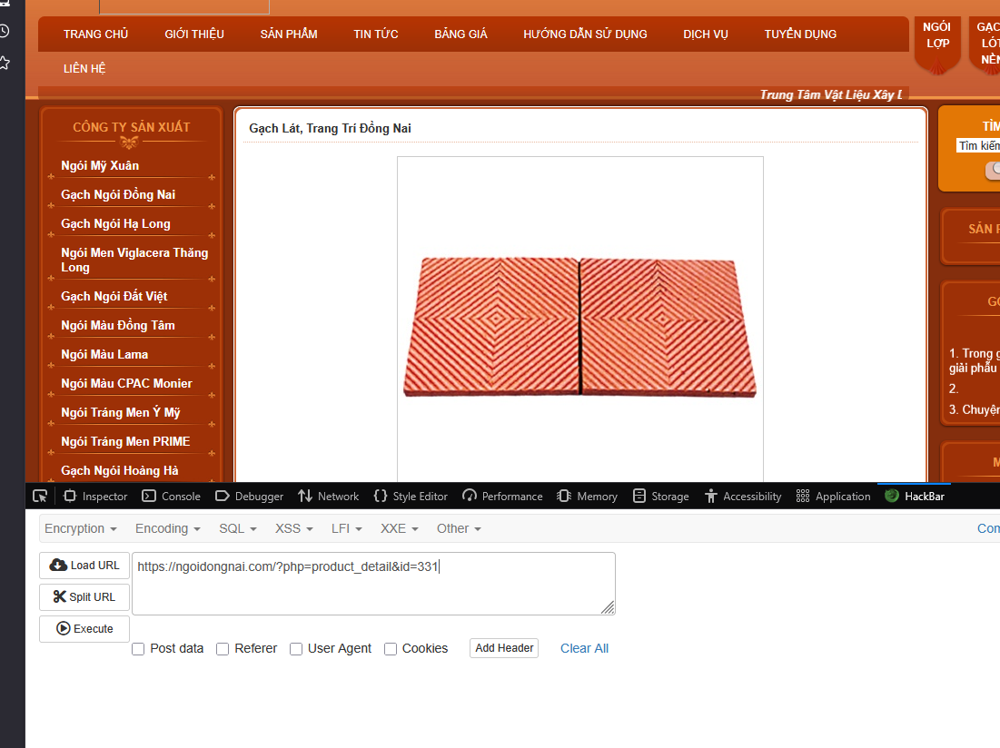 TRANG CHỦ GIỚI THIỆU SẢN PHẨM TIN TỨC BẢNG GIÁ HƯỚNG DẪN SỬ DỤNG DỊCH VỤ TUYỂN DỤNG
LIÊN HỆ
NGÓI
LỢP
GẠC
LÓT
NỀN
Trung Tâm Vật Liệu Xây D
CÔNG TY SẢN XUẤT
Ngói Mỹ Xuân
Gạch Ngói Đồng Nai
Gạch Ngói Hạ Long
Ngói Men Viglacera Thăng
Long
Gạch Ngói Đất Việt
Ngói Màu Đồng Tâm
Ngói Màu Lama
Ngói Màu CPAC Monier
Ngói Tráng Men Ý Mỹ
Ngói Tráng Men PRIME
Gạch Ngói Hoàng Hà
Gạch Lát, Trang Trí Đồng Nai
TÌM
Tìm kiếm
SẢN P
GÓ
1. Trong g
giải phẫu
2.
3. Chuyện
M
Inspector Console Debugger Network Style Editor Performance Memory Storage Accessibility Application HackBar
Encryption Encoding SQL XSS LFI XXE Other Con
Load URL
Split URL
Execute
https://ngoidongnai.com/?php=product_detail&id=331
Post data Referer User Agent Cookies Add Header Clear All